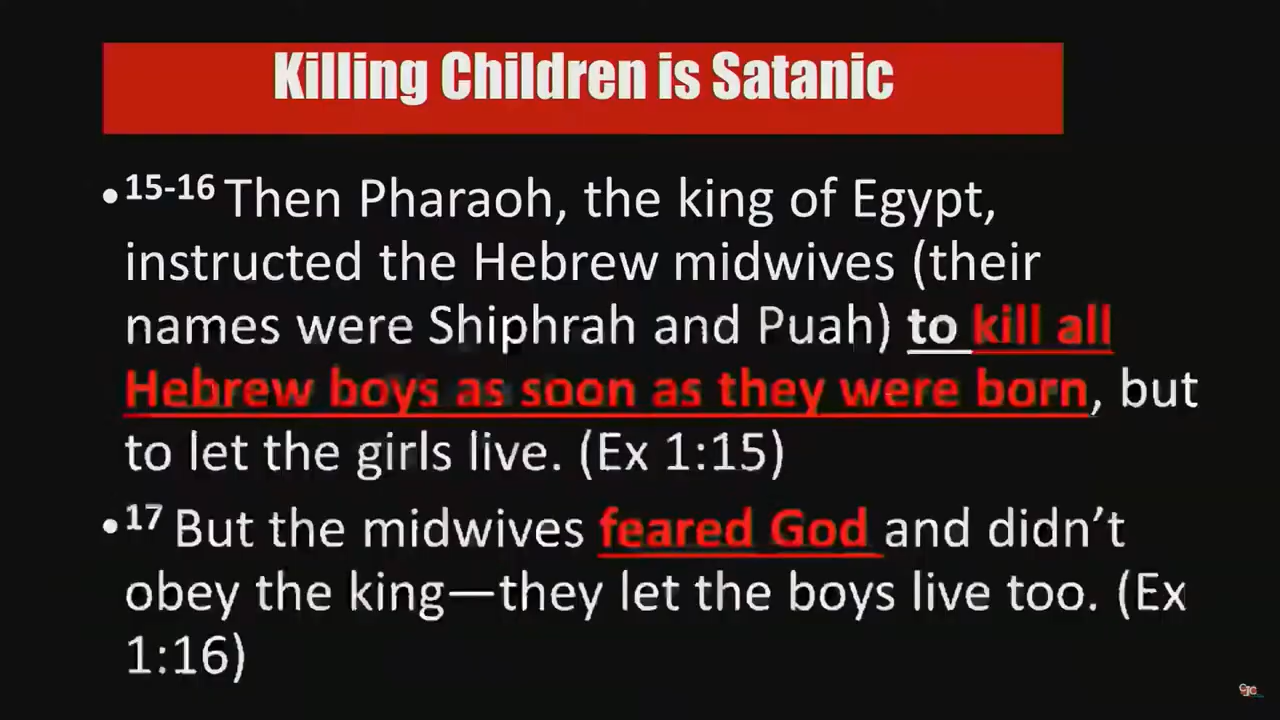 Killing Children is Satanic
•15-16 Then Pharaoh, the king of Egypt,
instructed the Hebrew midwives (their
names were Shiphrah and Puah) to kill all
Hebrew boys as soon as they were born, but
to let the girls live. (Ex 1:15)
•17 But the midwives feared God and didn’t
obey the king—they let the boys live too. (Ex
1:16)